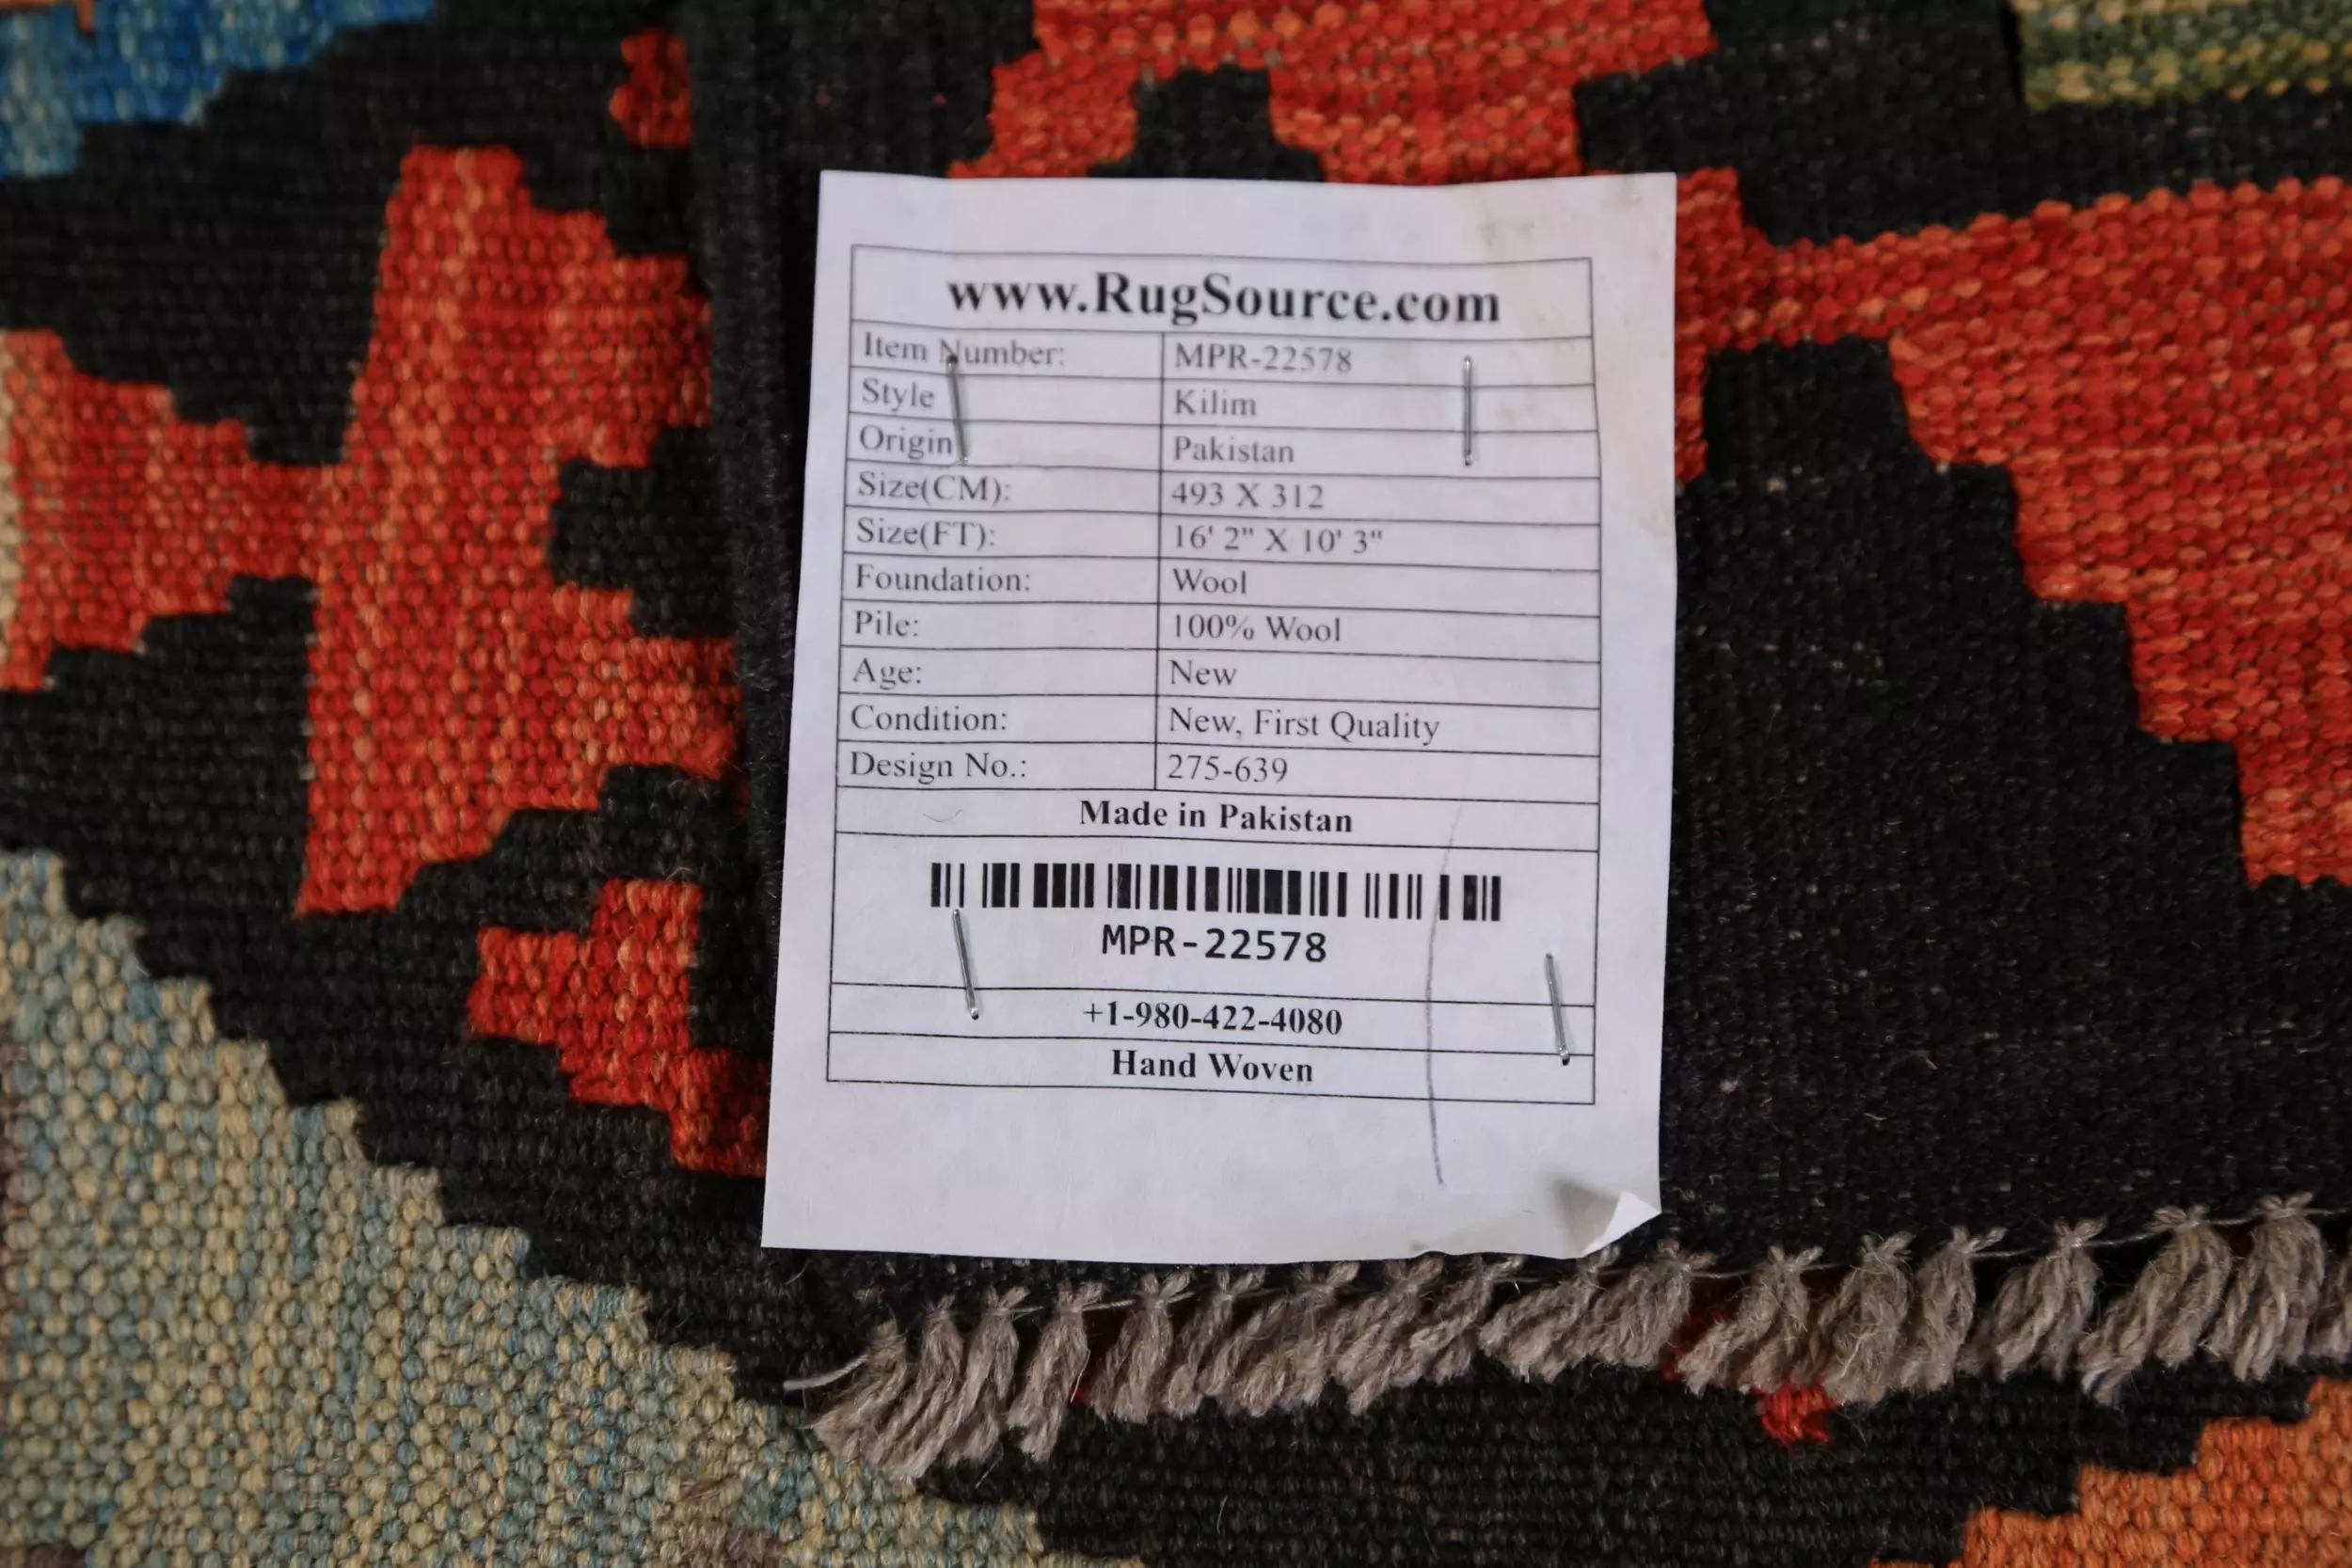 www.RugSource.com
Item Number: MPR-22578
Style Kilim
Origin Pakistan
Size(CM): 493 X 312
Size(FT): 16' 2" X 10' 3"
Foundation: Wool
Pile: 100% Wool
Age: New
Condition: New, First Quality
Design No.: 275-639
Made in Pakistan
MPR-22578
+1-980-422-4080
Hand Woven